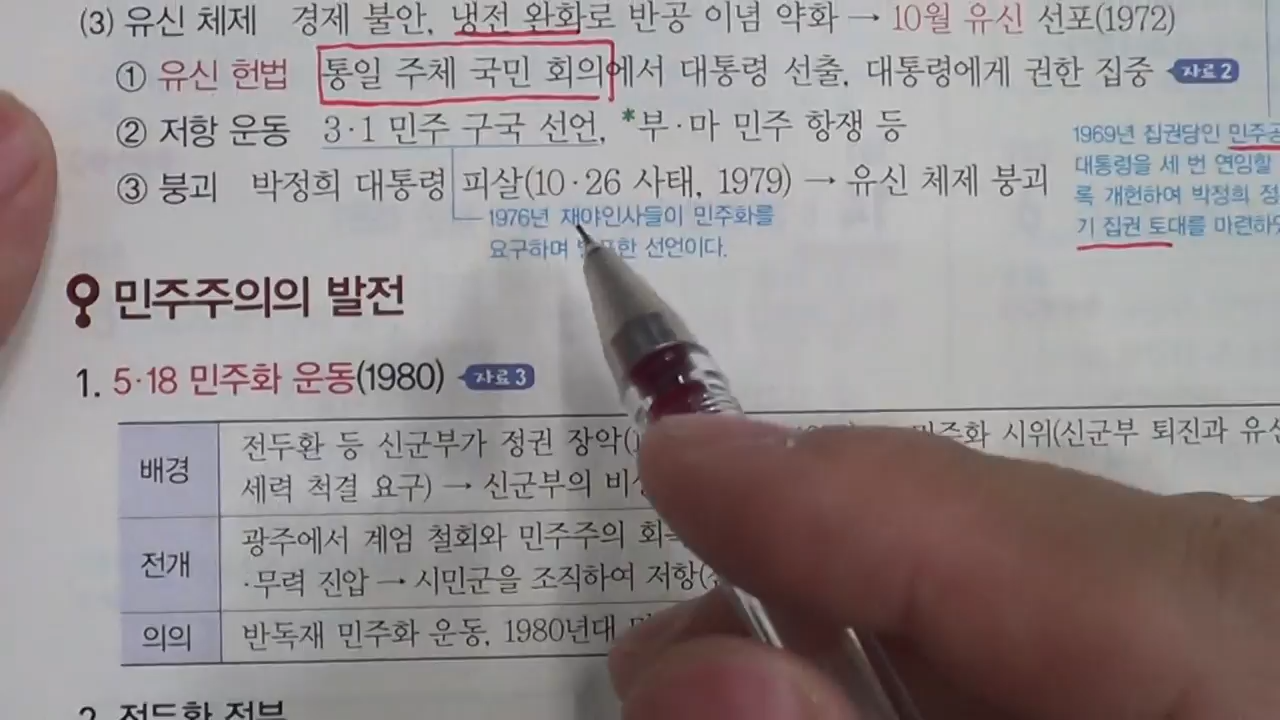 (3) 유신 체제 경제 불안, 냉전 완화로 반공 이념 약화 → 10월 유신 선포(1972)
① 유신 헌법 통일 주체 국민 회의에서 대통령 선출, 대통령에게 권한 집중 자료 2
② 저항 운동 3·1 민주 구국 선언, *부·마 민주 항쟁 등
③ 붕괴 박정희 대통령 피살(10·26 사태, 1979) → 유신 체제 붕괴
1976년 재야인사들이 민주화를
요구하며 한 선언이다.
1969년 집권당인 민주공
대통령을 세 번 연임할
록 개헌하여 박정희 정
기 집권 토대를 마련하
민주주의의 발전
1. 5·18 민주화 운동(1980) 자료 3
배경 전두환 등 신군부가 정권 장악( 민주화 시위(신군부 퇴진과 유신
세력 척결 요구) → 신군부의 비상
전개 광주에서 계엄 철회와 민주주의
·무력 진압 → 시민군을 조직하여 저항(
의의 반독재 민주화 운동, 1980년대
2. 전두환 정부